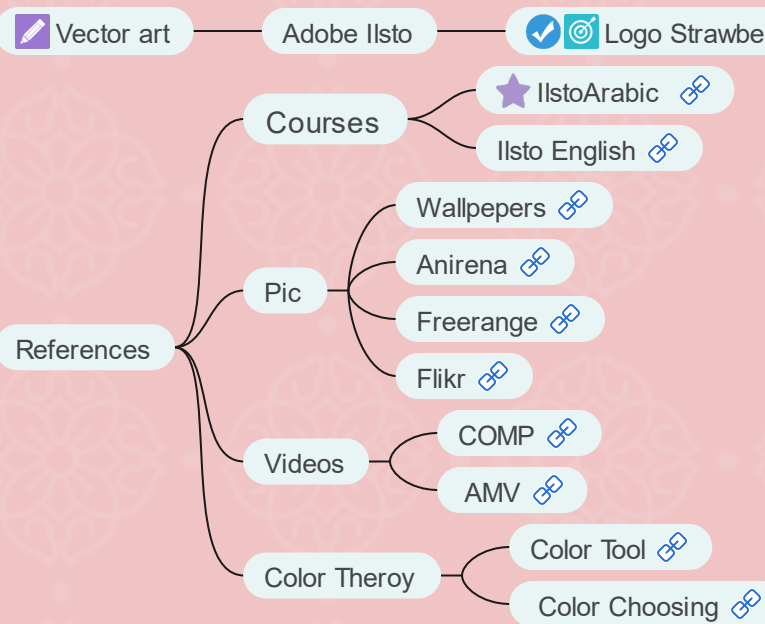 Vector art
Adobe Ilsto
Logo Strawbe
Courses
IlstoArabic
Ilsto English
Pic
Wallpepers
Anirena
Freerange
Flikr
References
Videos
COMP
AMV
Color Theroy
Color Tool
Color Choosing